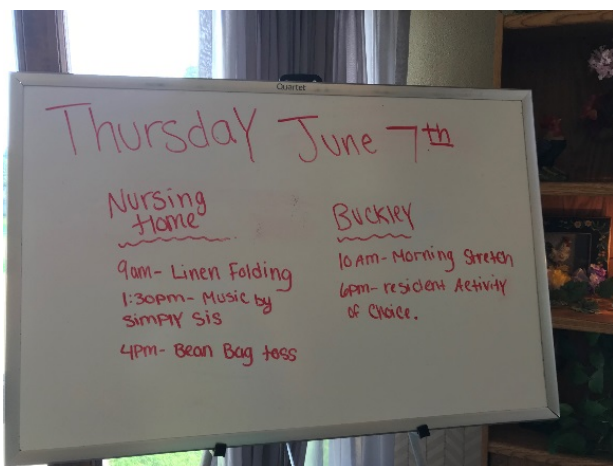 Quartet
Thursday June 7th
Nursing
Home
9am- Linen Folding
1:30pm- Music by
Simply Sis
4pm- Bean Bag toss
Buckley
10Am- Morning Stretch
6pm- resident Activity
of Choice.